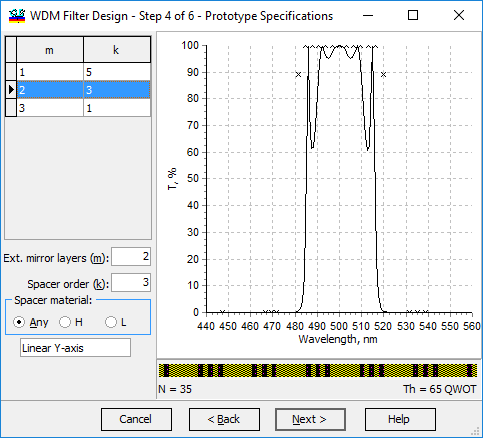 WDM Filter Design - Step 4 of 6 - Prototype Specifications
m k
1 5
2 3
3 1
Ext. mirror layers (m): 2
Spacer order (k): 3
Spacer material:
Any H L
Linear Y-axis
T, %
100
90
80
70
60
50
40
30
20
10
0
440 450 460 470 480 490 500 510 520 530 540 550 560
Wavelength, nm
N = 35 Th = 65 QWOT
Cancel < Back Next > Help